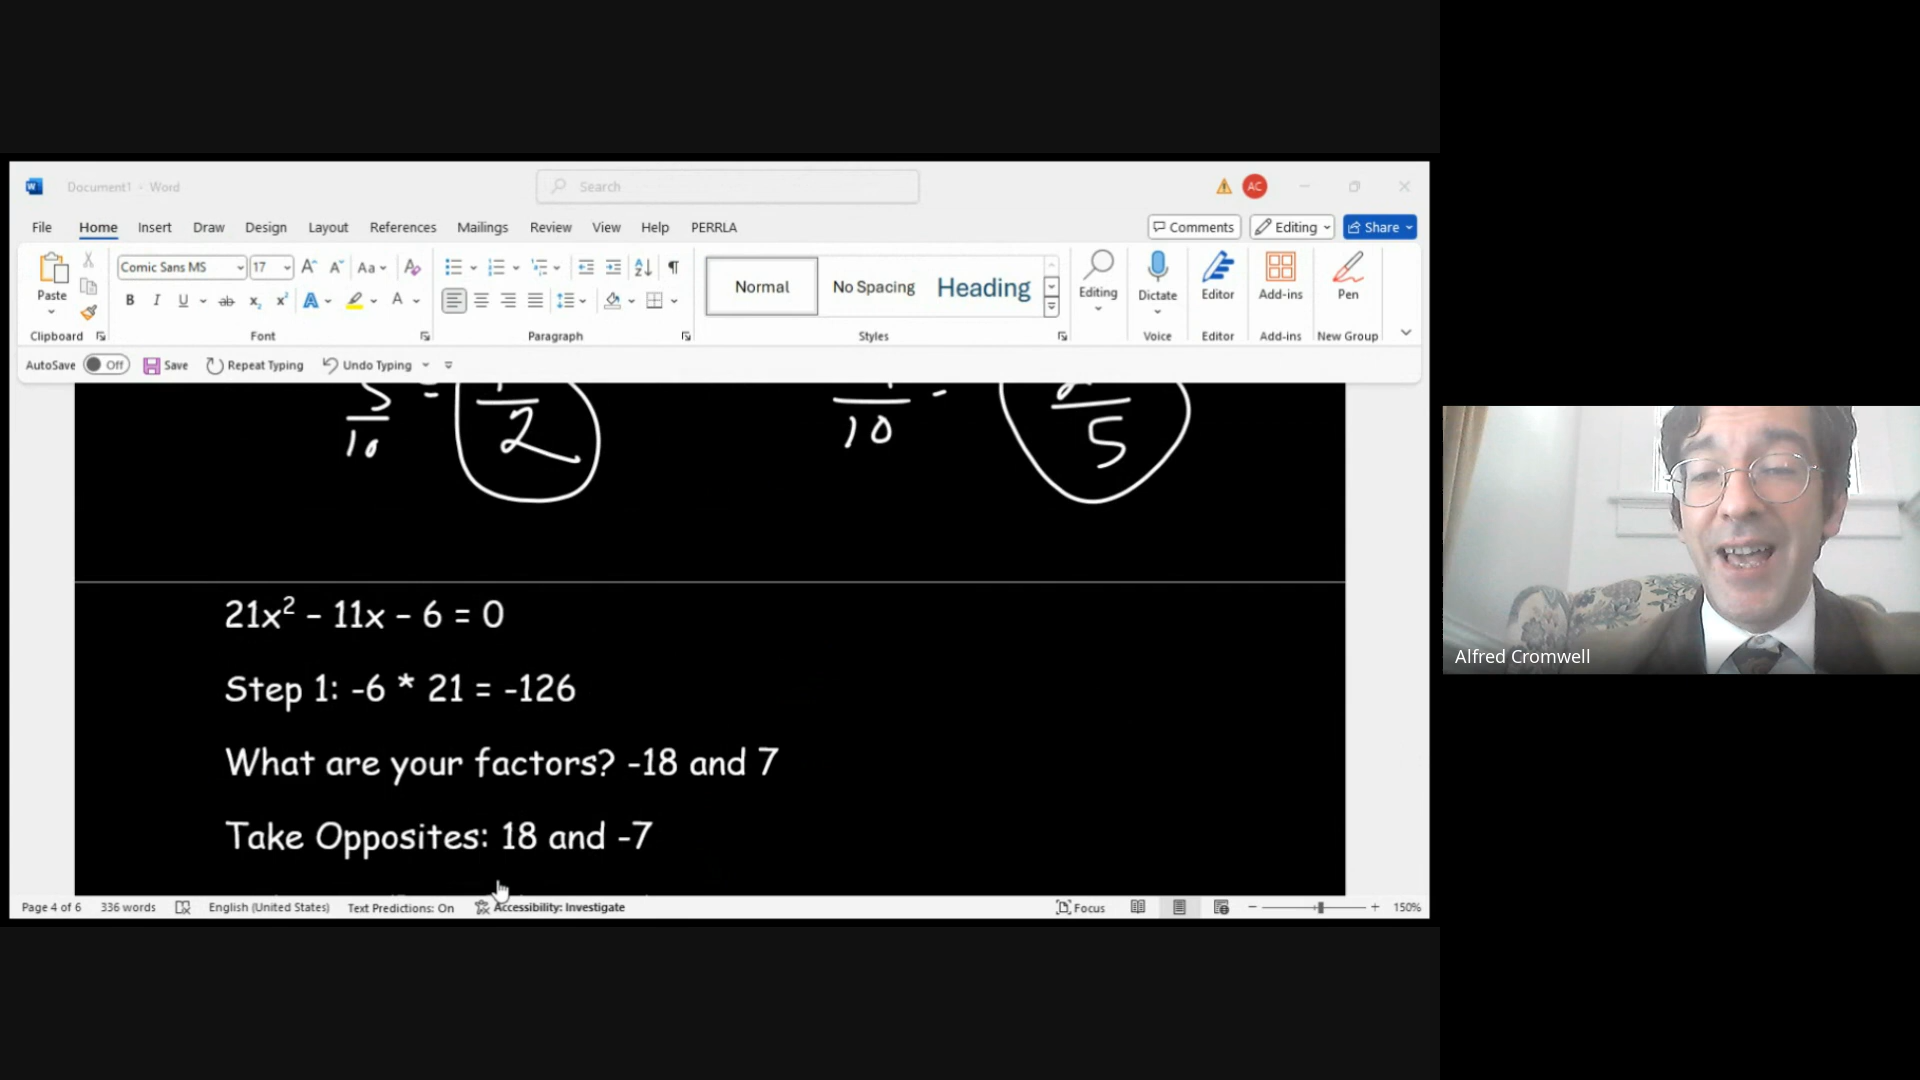 Document1 - Word
Search
AC
File Home Insert Draw Design Layout References Mailings Review View Help PERRLA
Comments Editing Share
Comic Sans MS 17 Aa
Paste
B I U ab x₂ x² A A
Normal No Spacing Heading
Editing Dictate Editor Add-ins Pen
Clipboard Font Paragraph Styles Voice Editor Add-ins New Group
AutoSave Off Save Repeat Typing Undo Typing
10 2 10 5
21x² - 11x - 6 = 0
Step 1: -6 * 21 = -126
What are your factors? -18 and 7
Take Opposites: 18 and -7
Page 4 of 6 336 words English (United States) Text Predictions: On Accessibility: Investigate Focus 150%
Alfred Cromwell